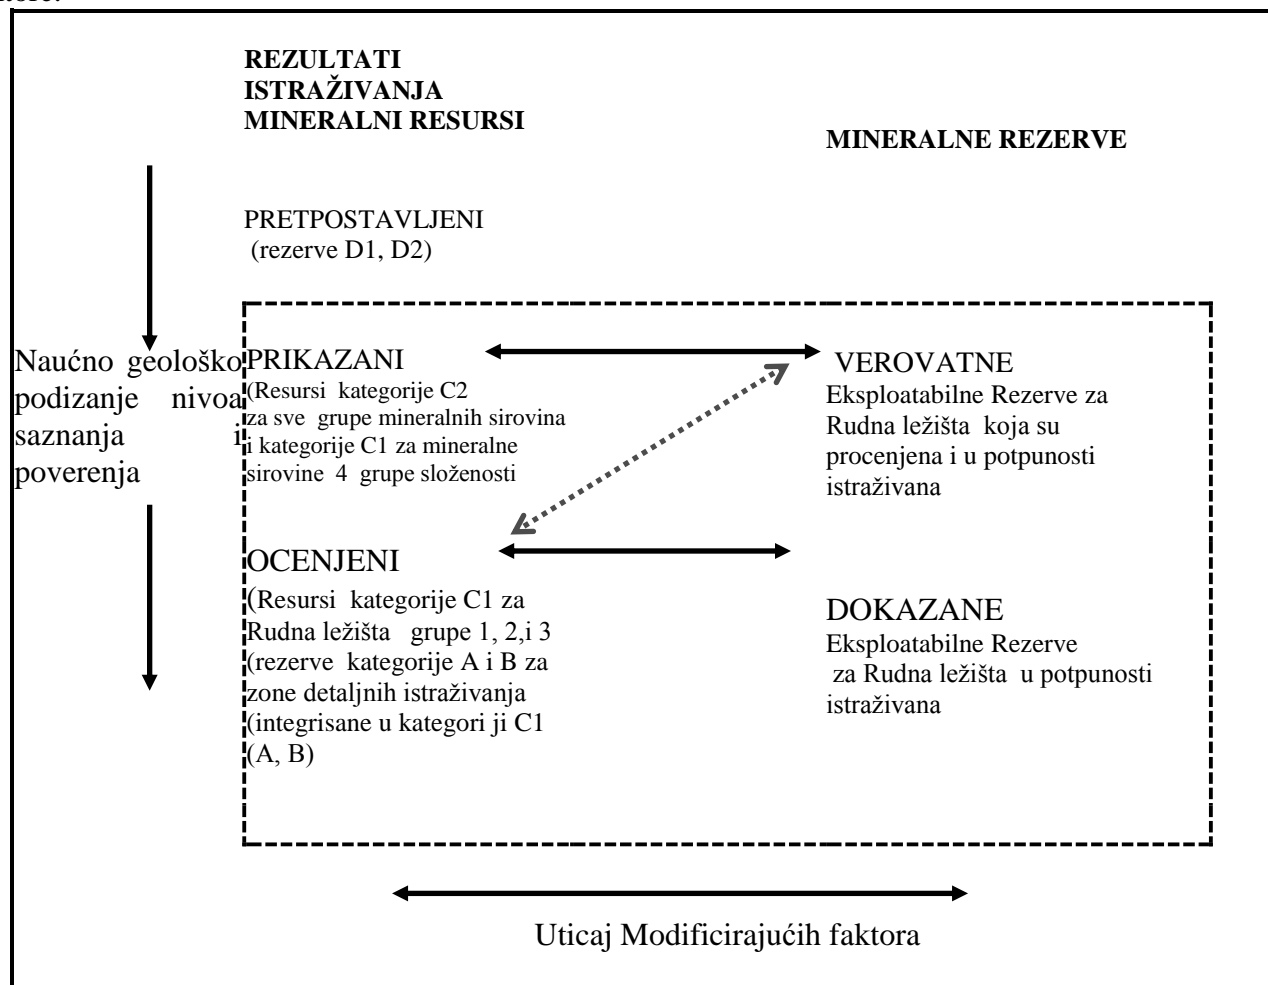 REZULTATI
ISTRAŽIVANJA
MINERALNI RESURSI
MINERALNE REZERVE
PRETPOSTAVLJENI
(rezerve D1, D2)
Naućno geološko
podizanje nivoa
saznanja i
poverenja
PRIKAZANI
(Resursi kategorije C2
za sve grupe mineralnih sirovina
i kategorije C1 za mineralne
sirovine 4 grupe složenosti
VEROVATNE
Eksploatabilne Rezerve za
Rudna ležišta koja su
procenjena i u potpunosti
istraživana
OCENJENI
(Resursi kategorije C1 za
Rudna ležišta grupe 1, 2,i 3
(rezerve kategorije A i B za
zone detaljnih istraživanja
(integrisane u kategori ji C1
(A, B)
DOKAZANE
Eksploatabilne Rezerve
za Rudna ležišta u potpunosti
istraživana
Uticaj Modificirajućih faktora